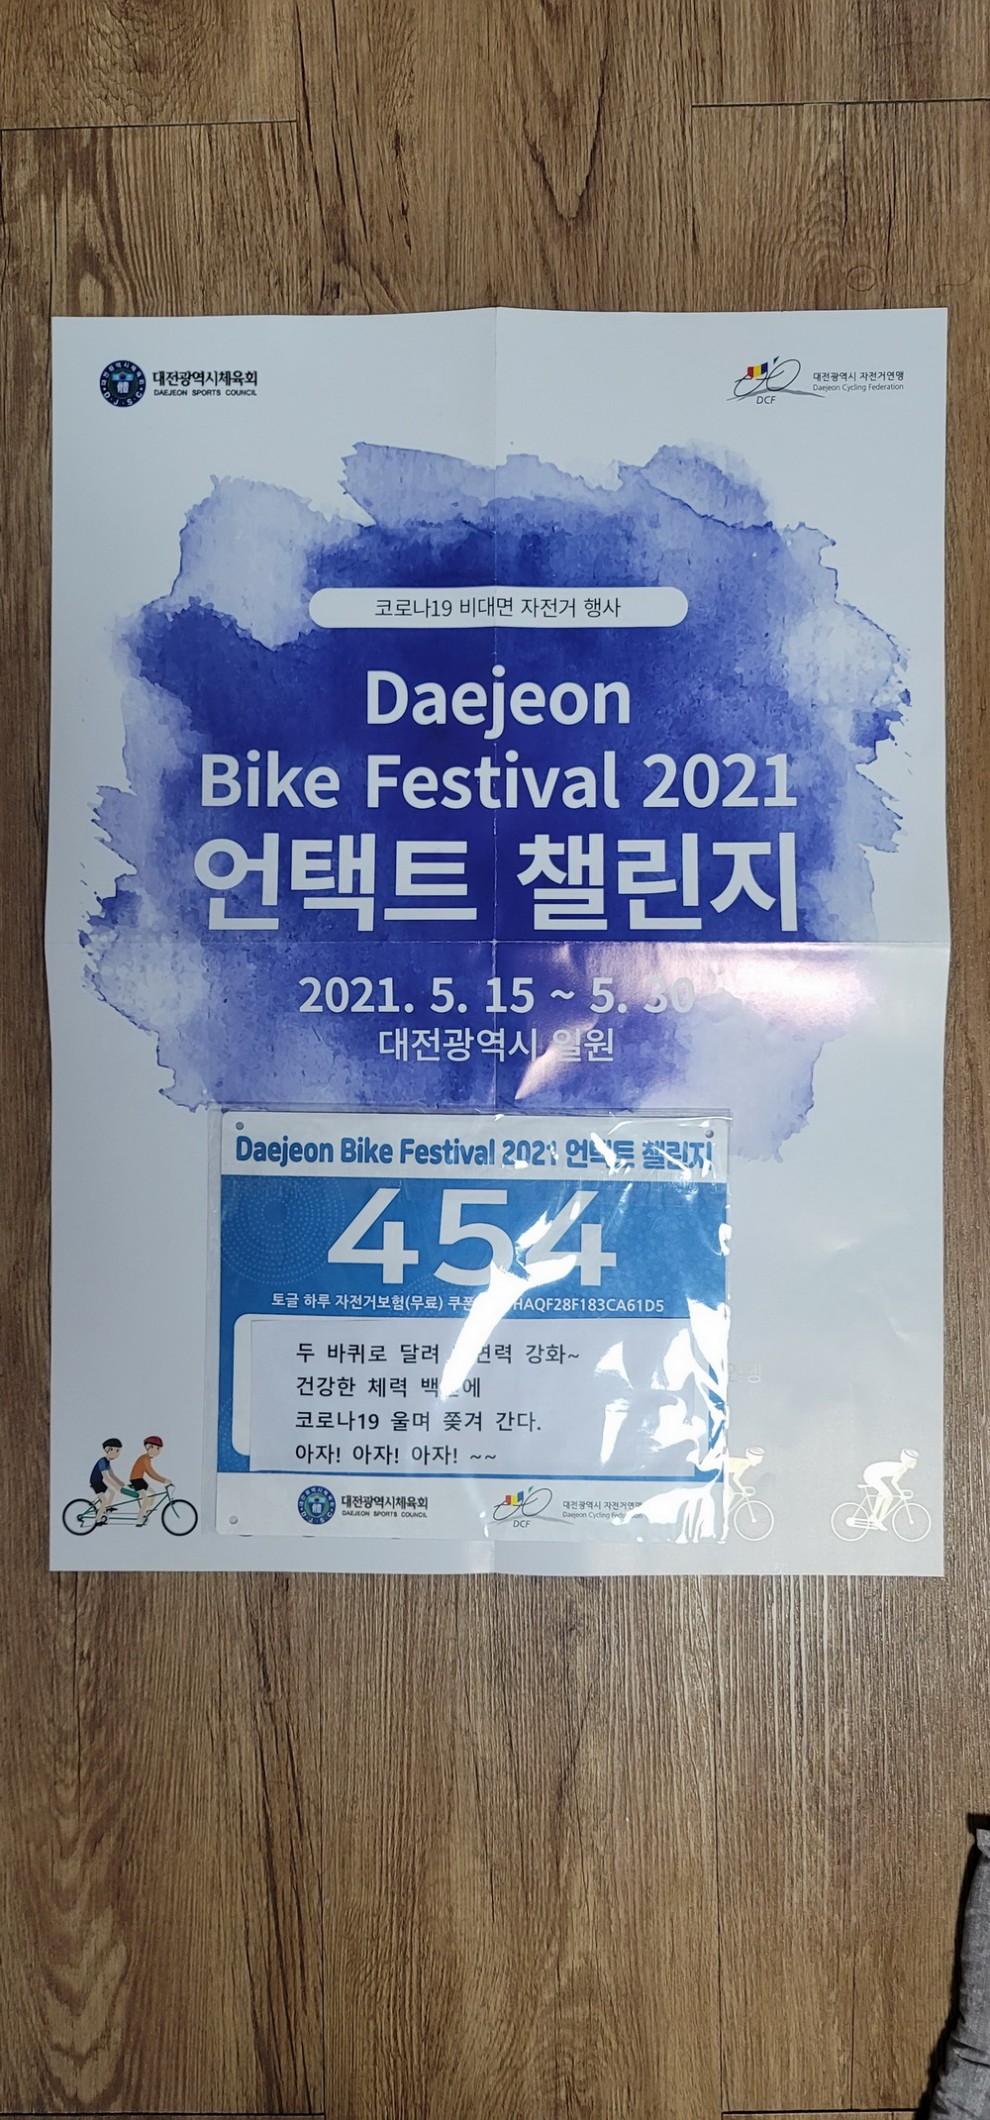 대전광역시체육회
DAEJEON SPORTS COUNCIL
DCF
대전광역시 자전거연맹
Daejeon Cycling Federation
코로나19 비대면 자전거 행사
Daejeon
Bike Festival 2021
언택트 챌린지
2021. 5. 15 ~ 5. 30
대전광역시 일원
Daejeon Bike Festival 2021 언택트 챌린지
454
토글 하루 자전거보험(무료) 쿠폰 HAQF28F183CA61D5
두 바퀴로 달려 강화~
건강한 체력
코로나19 울며 쫓겨 간다.
아자! 아자! 아자! ~~
대전광역시체육회
DAEJEON SPORTS COUNCIL
DCF
대전광역시 자전거연맹
Daejeon Cycling Federation